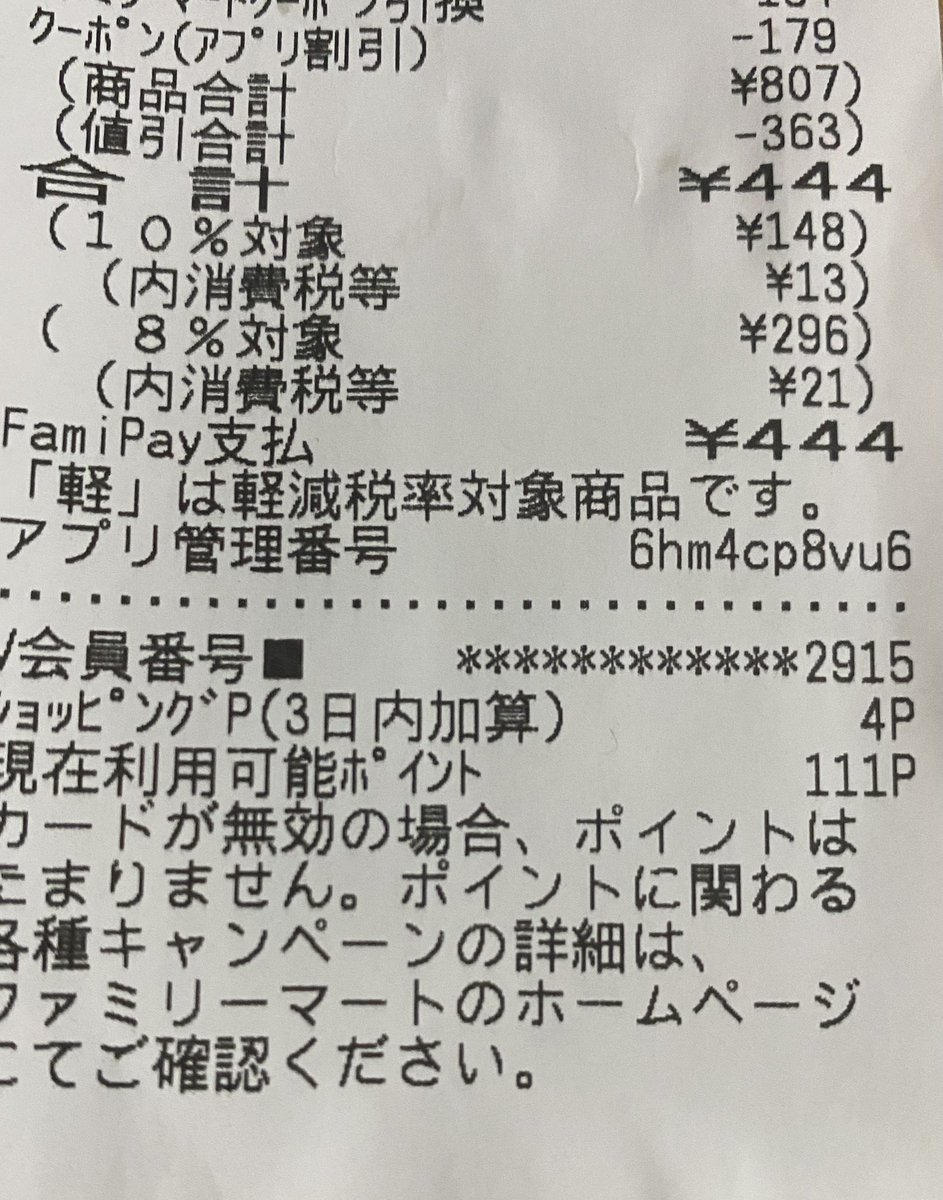 クーポン(アプリ割引) -179
(商品合計 ¥807)
(値引合計 -363)
合 計 ¥444
(10%対象 ¥148)
(内消費税等 ¥13)
( 8%対象 ¥296)
(内消費税等 ¥21)
FamiPay支払 ¥444
「軽」は軽減税率対象商品です。
アプリ管理番号 6hm4cp8vu6
V会員番号■ ************2915
ショッピングP(3日内加算) 4P
現在利用可能ポイント 111P
カードが無効の場合、ポイントは
たまりません。ポイントに関わる
各種キャンペーンの詳細は、
ファミリーマートのホームページ
にてご確認ください。